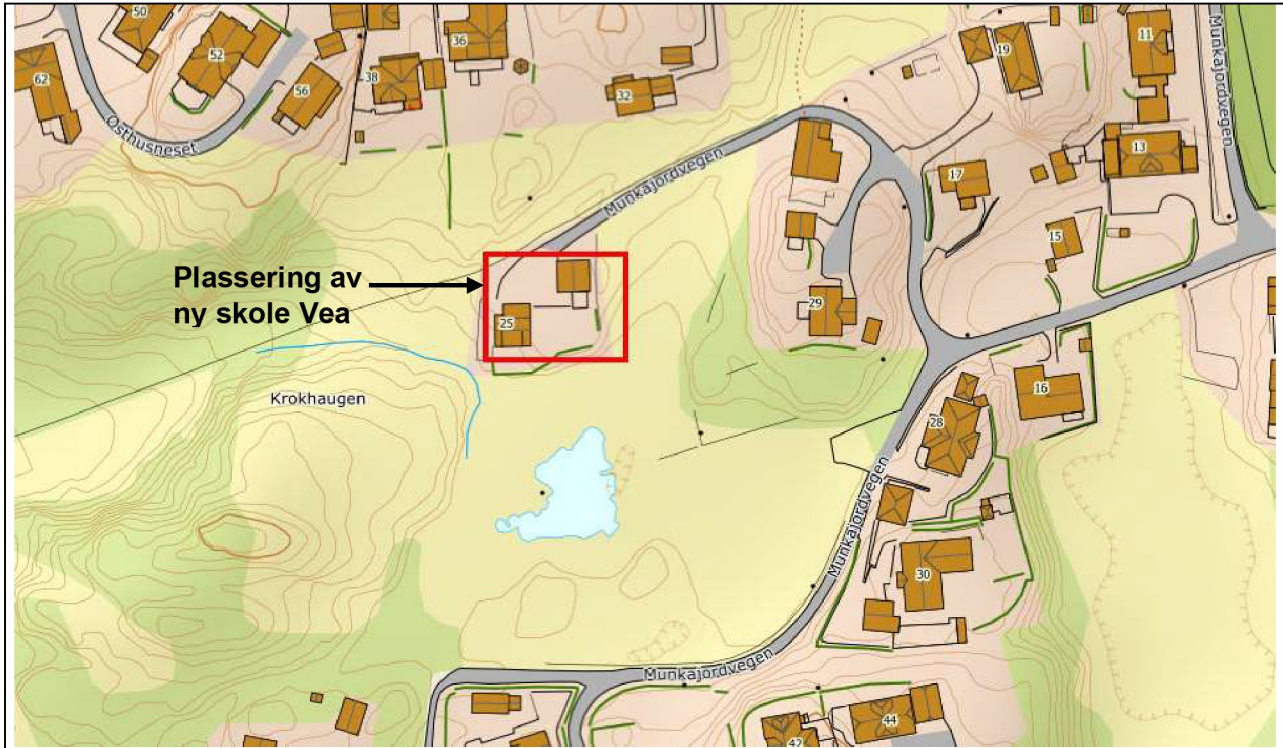 50
52
62
56
38
36
32
19
11
13
17
15
Osthusneset
Munkajordvegen
Munkajordvegen
Plassering av
ny skole Vea
25
29
Krokhaugen
16
28
Munkajordvegen
30
Munkajordvegen
44
42